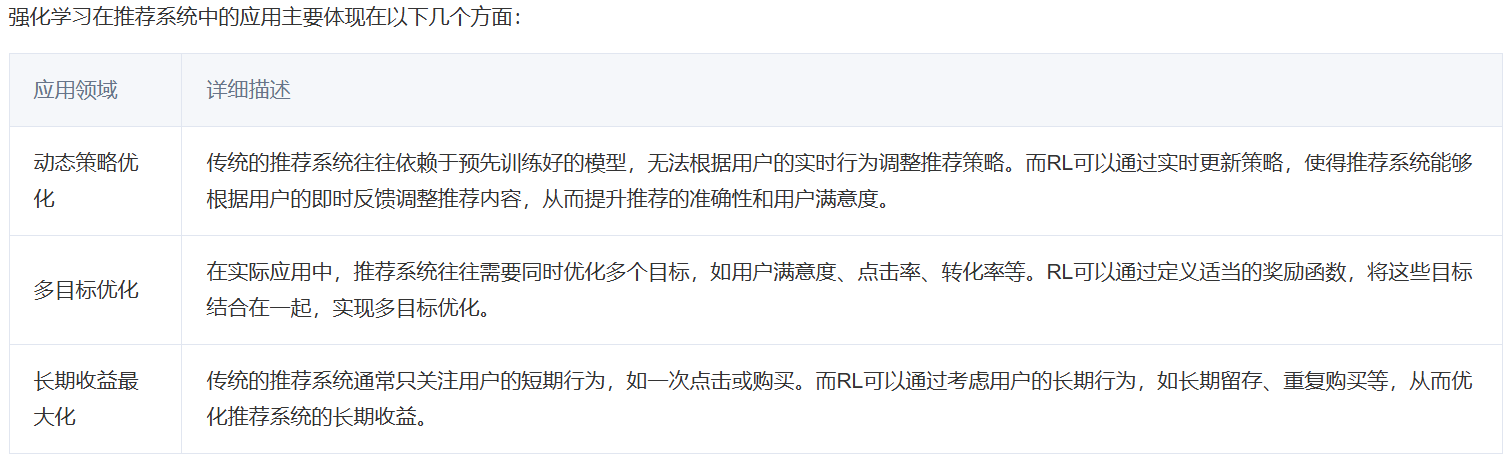 强化学习在推荐系统中的应用主要体现在以下几个方面：
应用领域
详细描述
动态策略优
化
传统的推荐系统往往依赖于预先训练好的模型，无法根据用户的实时行为调整推荐策略。而RL可以通过实时更新策略，使得推荐系统能够
根据用户的即时反馈调整推荐内容，从而提升推荐的准确性和用户满意度。
多目标优化
在实际应用中，推荐系统往往需要同时优化多个目标，如用户满意度、点击率、转化率等。RL可以通过定义适当的奖励函数，将这些目标
结合在一起，实现多目标优化。
长期收益最
大化
传统的推荐系统通常只关注用户的短期行为，如一次点击或购买。而RL可以通过考虑用户的长期行为，如长期留存、重复购买等，从而优
化推荐系统的长期收益。